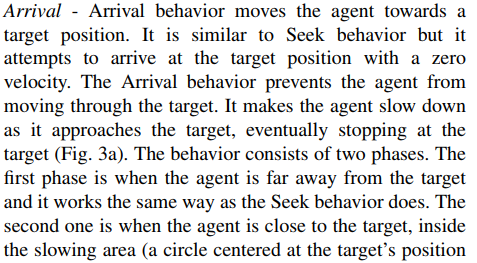 Arrival - Arrival behavior moves the agent towards a
target position. It is similar to Seek behavior but it
attempts to arrive at the target position with a zero
velocity. The Arrival behavior prevents the agent from
moving through the target. It makes the agent slow down
as it approaches the target, eventually stopping at the
target (Fig. 3a). The behavior consists of two phases. The
first phase is when the agent is far away from the target
and it works the same way as the Seek behavior does. The
second one is when the agent is close to the target, inside
the slowing area (a circle centered at the target's position